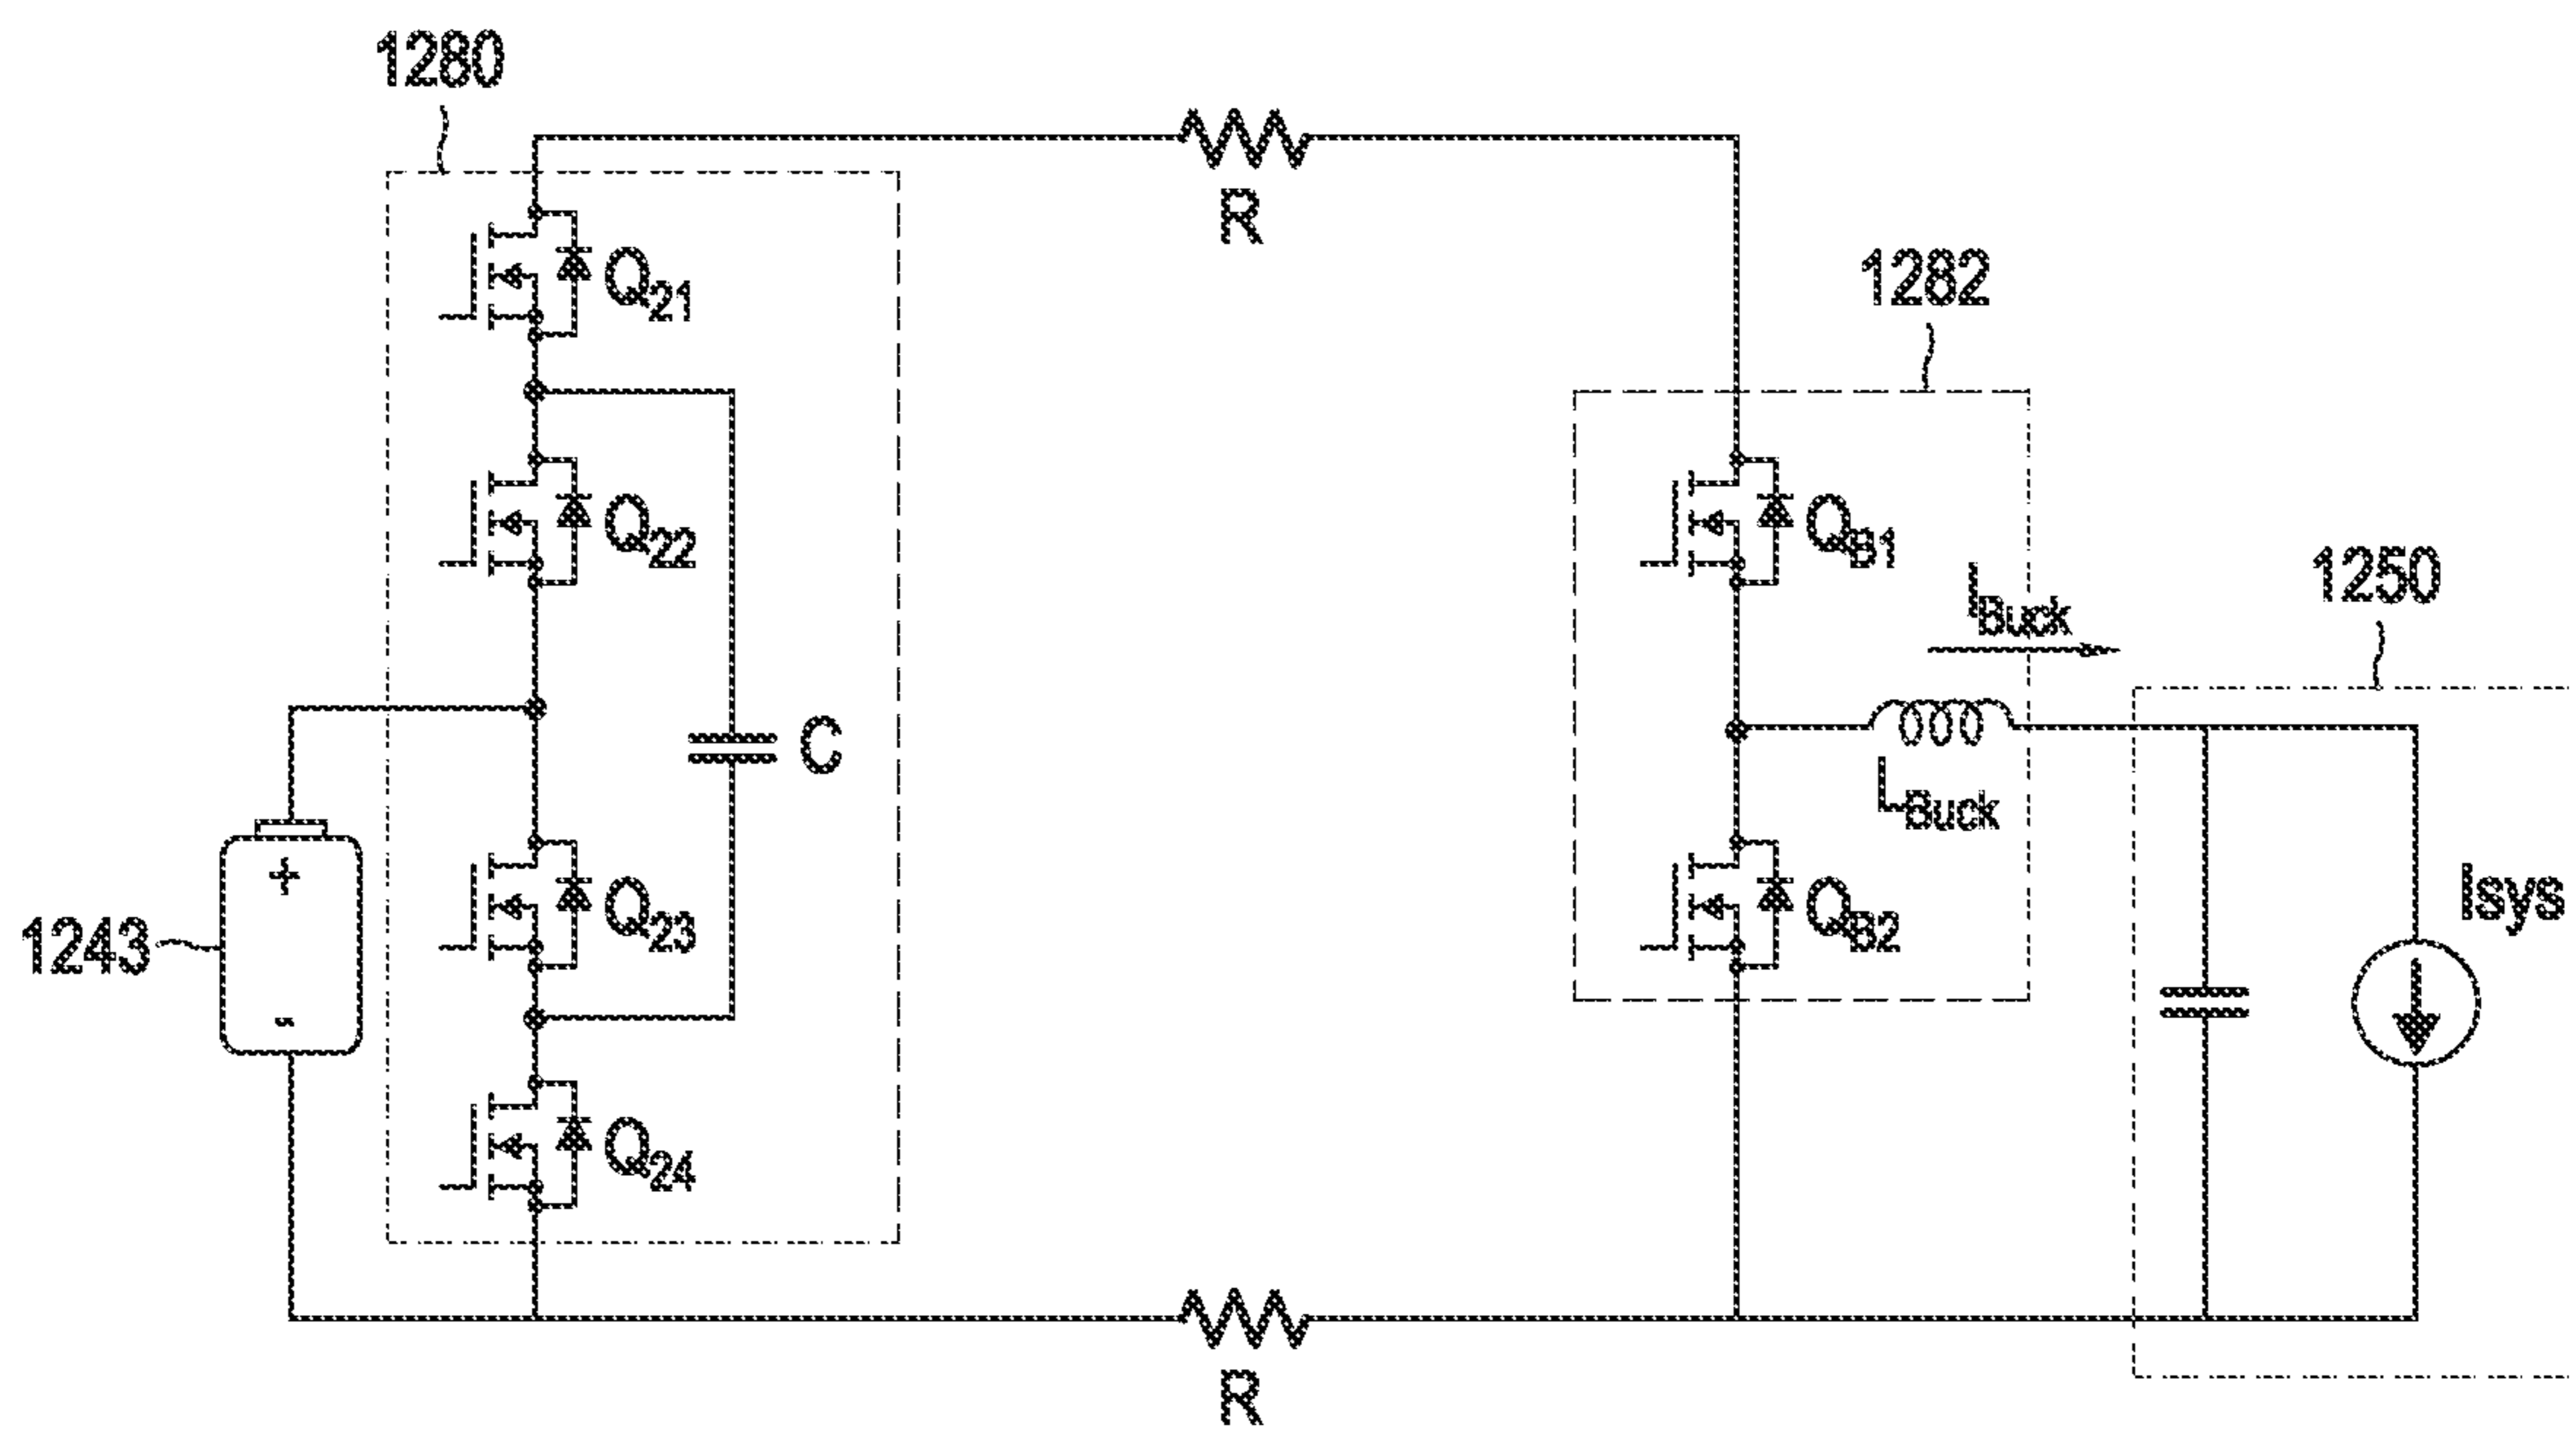 1280
R
Q21
1282
Q22
QB1
IBuck
1250
C
LBuck
+
Q23
QB2
Isys
1243
-
Q24
R